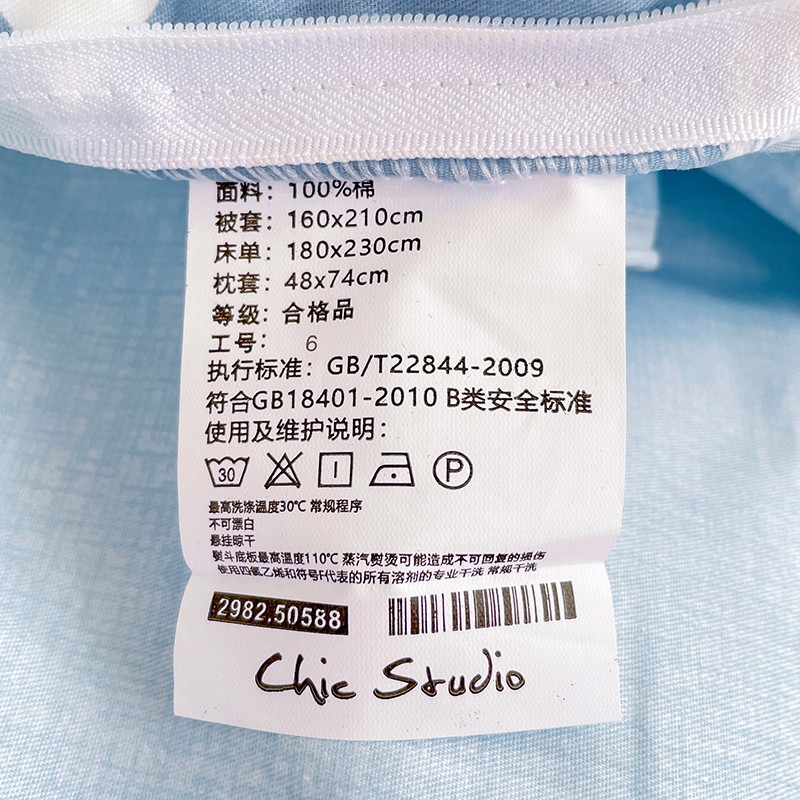 面料：100%棉
被套：160x210cm
床单：180x230cm
枕套：48x74cm
等级：合格品
工号： 6
执行标准：GB/T22844-2009
符合GB18401-2010 B类安全标准
使用及维护说明：
30 P
最高洗涤温度30℃ 常规程序
不可漂白
悬挂晾干
熨斗底板最高温度110℃ 蒸汽熨烫可能造成不可回复的损伤
使用四氯乙烯和符号F代表的所有溶剂的专业干洗 常规干洗
2982.50588
Chic Studio